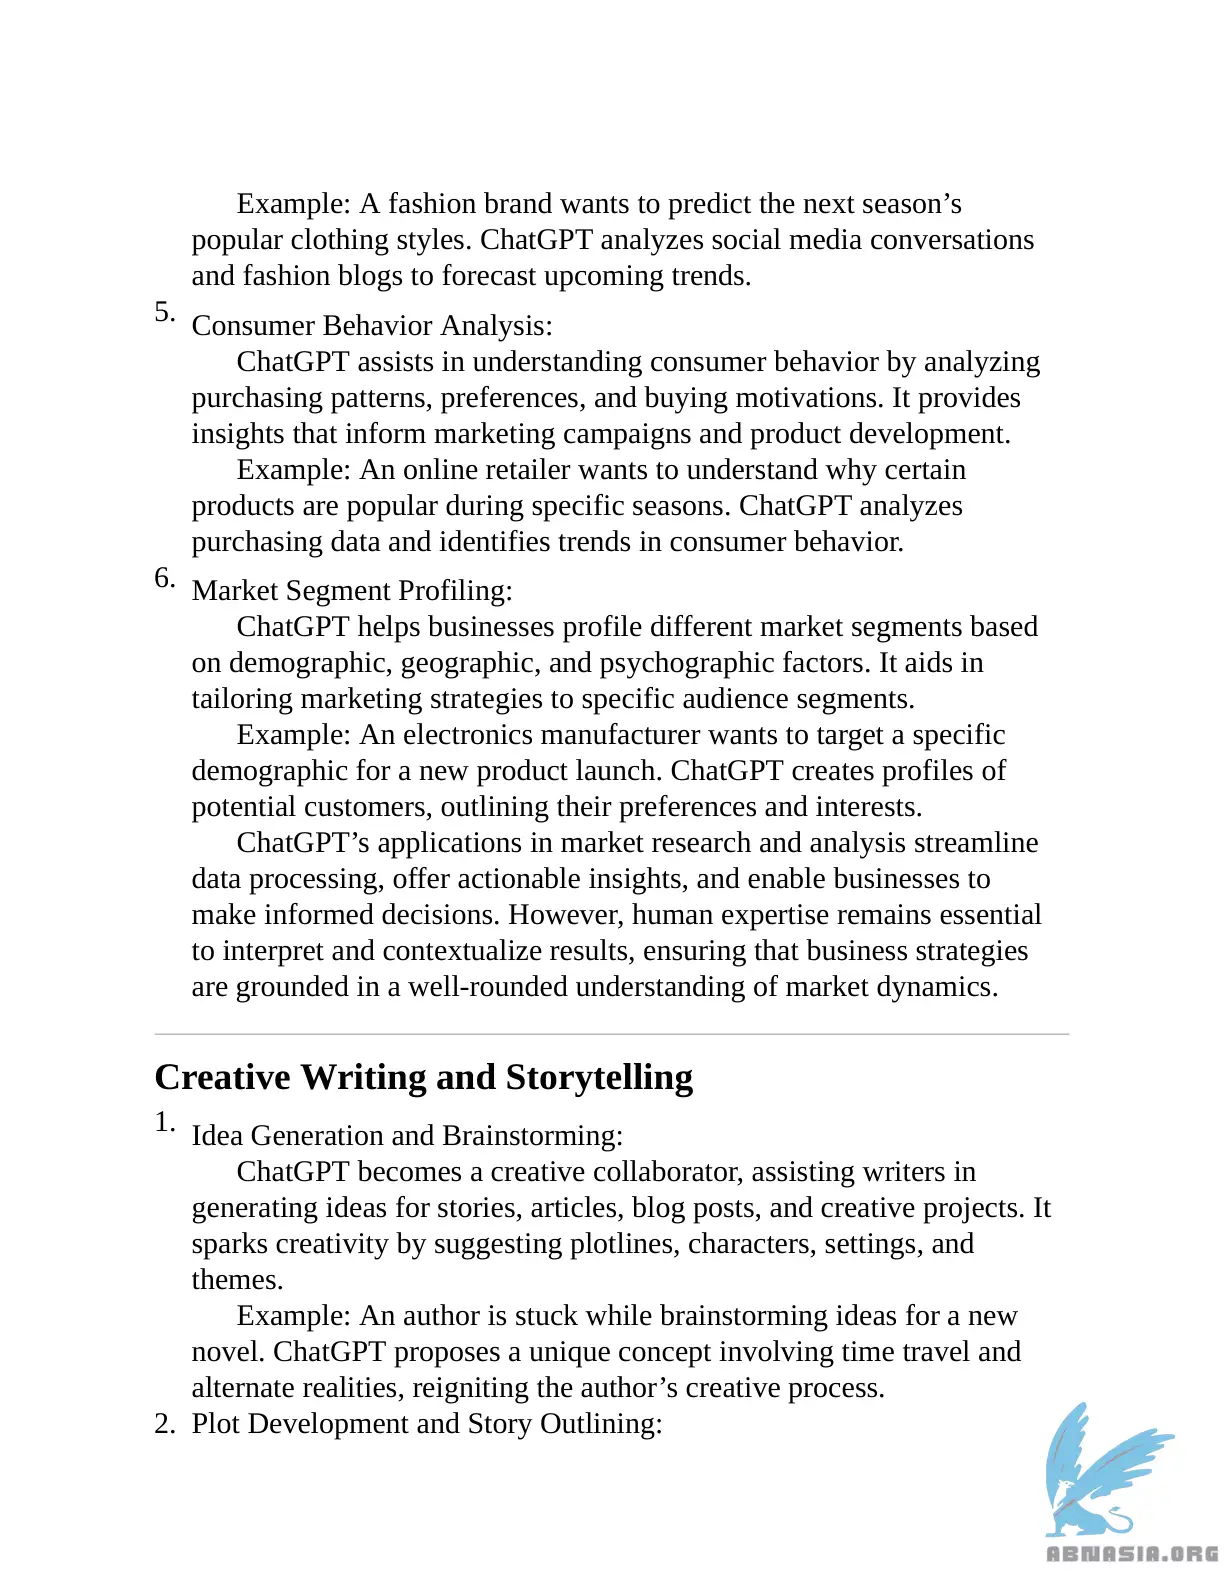 Example: A fashion brand wants to predict the next season’s
popular clothing styles. ChatGPT analyzes social media conversations
and fashion blogs to forecast upcoming trends.
5. Consumer Behavior Analysis:
ChatGPT assists in understanding consumer behavior by analyzing
purchasing patterns, preferences, and buying motivations. It provides
insights that inform marketing campaigns and product development.
Example: An online retailer wants to understand why certain
products are popular during specific seasons. ChatGPT analyzes
purchasing data and identifies trends in consumer behavior.
6. Market Segment Profiling:
ChatGPT helps businesses profile different market segments based
on demographic, geographic, and psychographic factors. It aids in
tailoring marketing strategies to specific audience segments.
Example: An electronics manufacturer wants to target a specific
demographic for a new product launch. ChatGPT creates profiles of
potential customers, outlining their preferences and interests.
ChatGPT’s applications in market research and analysis streamline
data processing, offer actionable insights, and enable businesses to
make informed decisions. However, human expertise remains essential
to interpret and contextualize results, ensuring that business strategies
are grounded in a well-rounded understanding of market dynamics.
Creative Writing and Storytelling
1. Idea Generation and Brainstorming:
ChatGPT becomes a creative collaborator, assisting writers in
generating ideas for stories, articles, blog posts, and creative projects. It
sparks creativity by suggesting plotlines, characters, settings, and
themes.
Example: An author is stuck while brainstorming ideas for a new
novel. ChatGPT proposes a unique concept involving time travel and
alternate realities, reigniting the author’s creative process.
2. Plot Development and Story Outlining:
ABNASIA.ORG